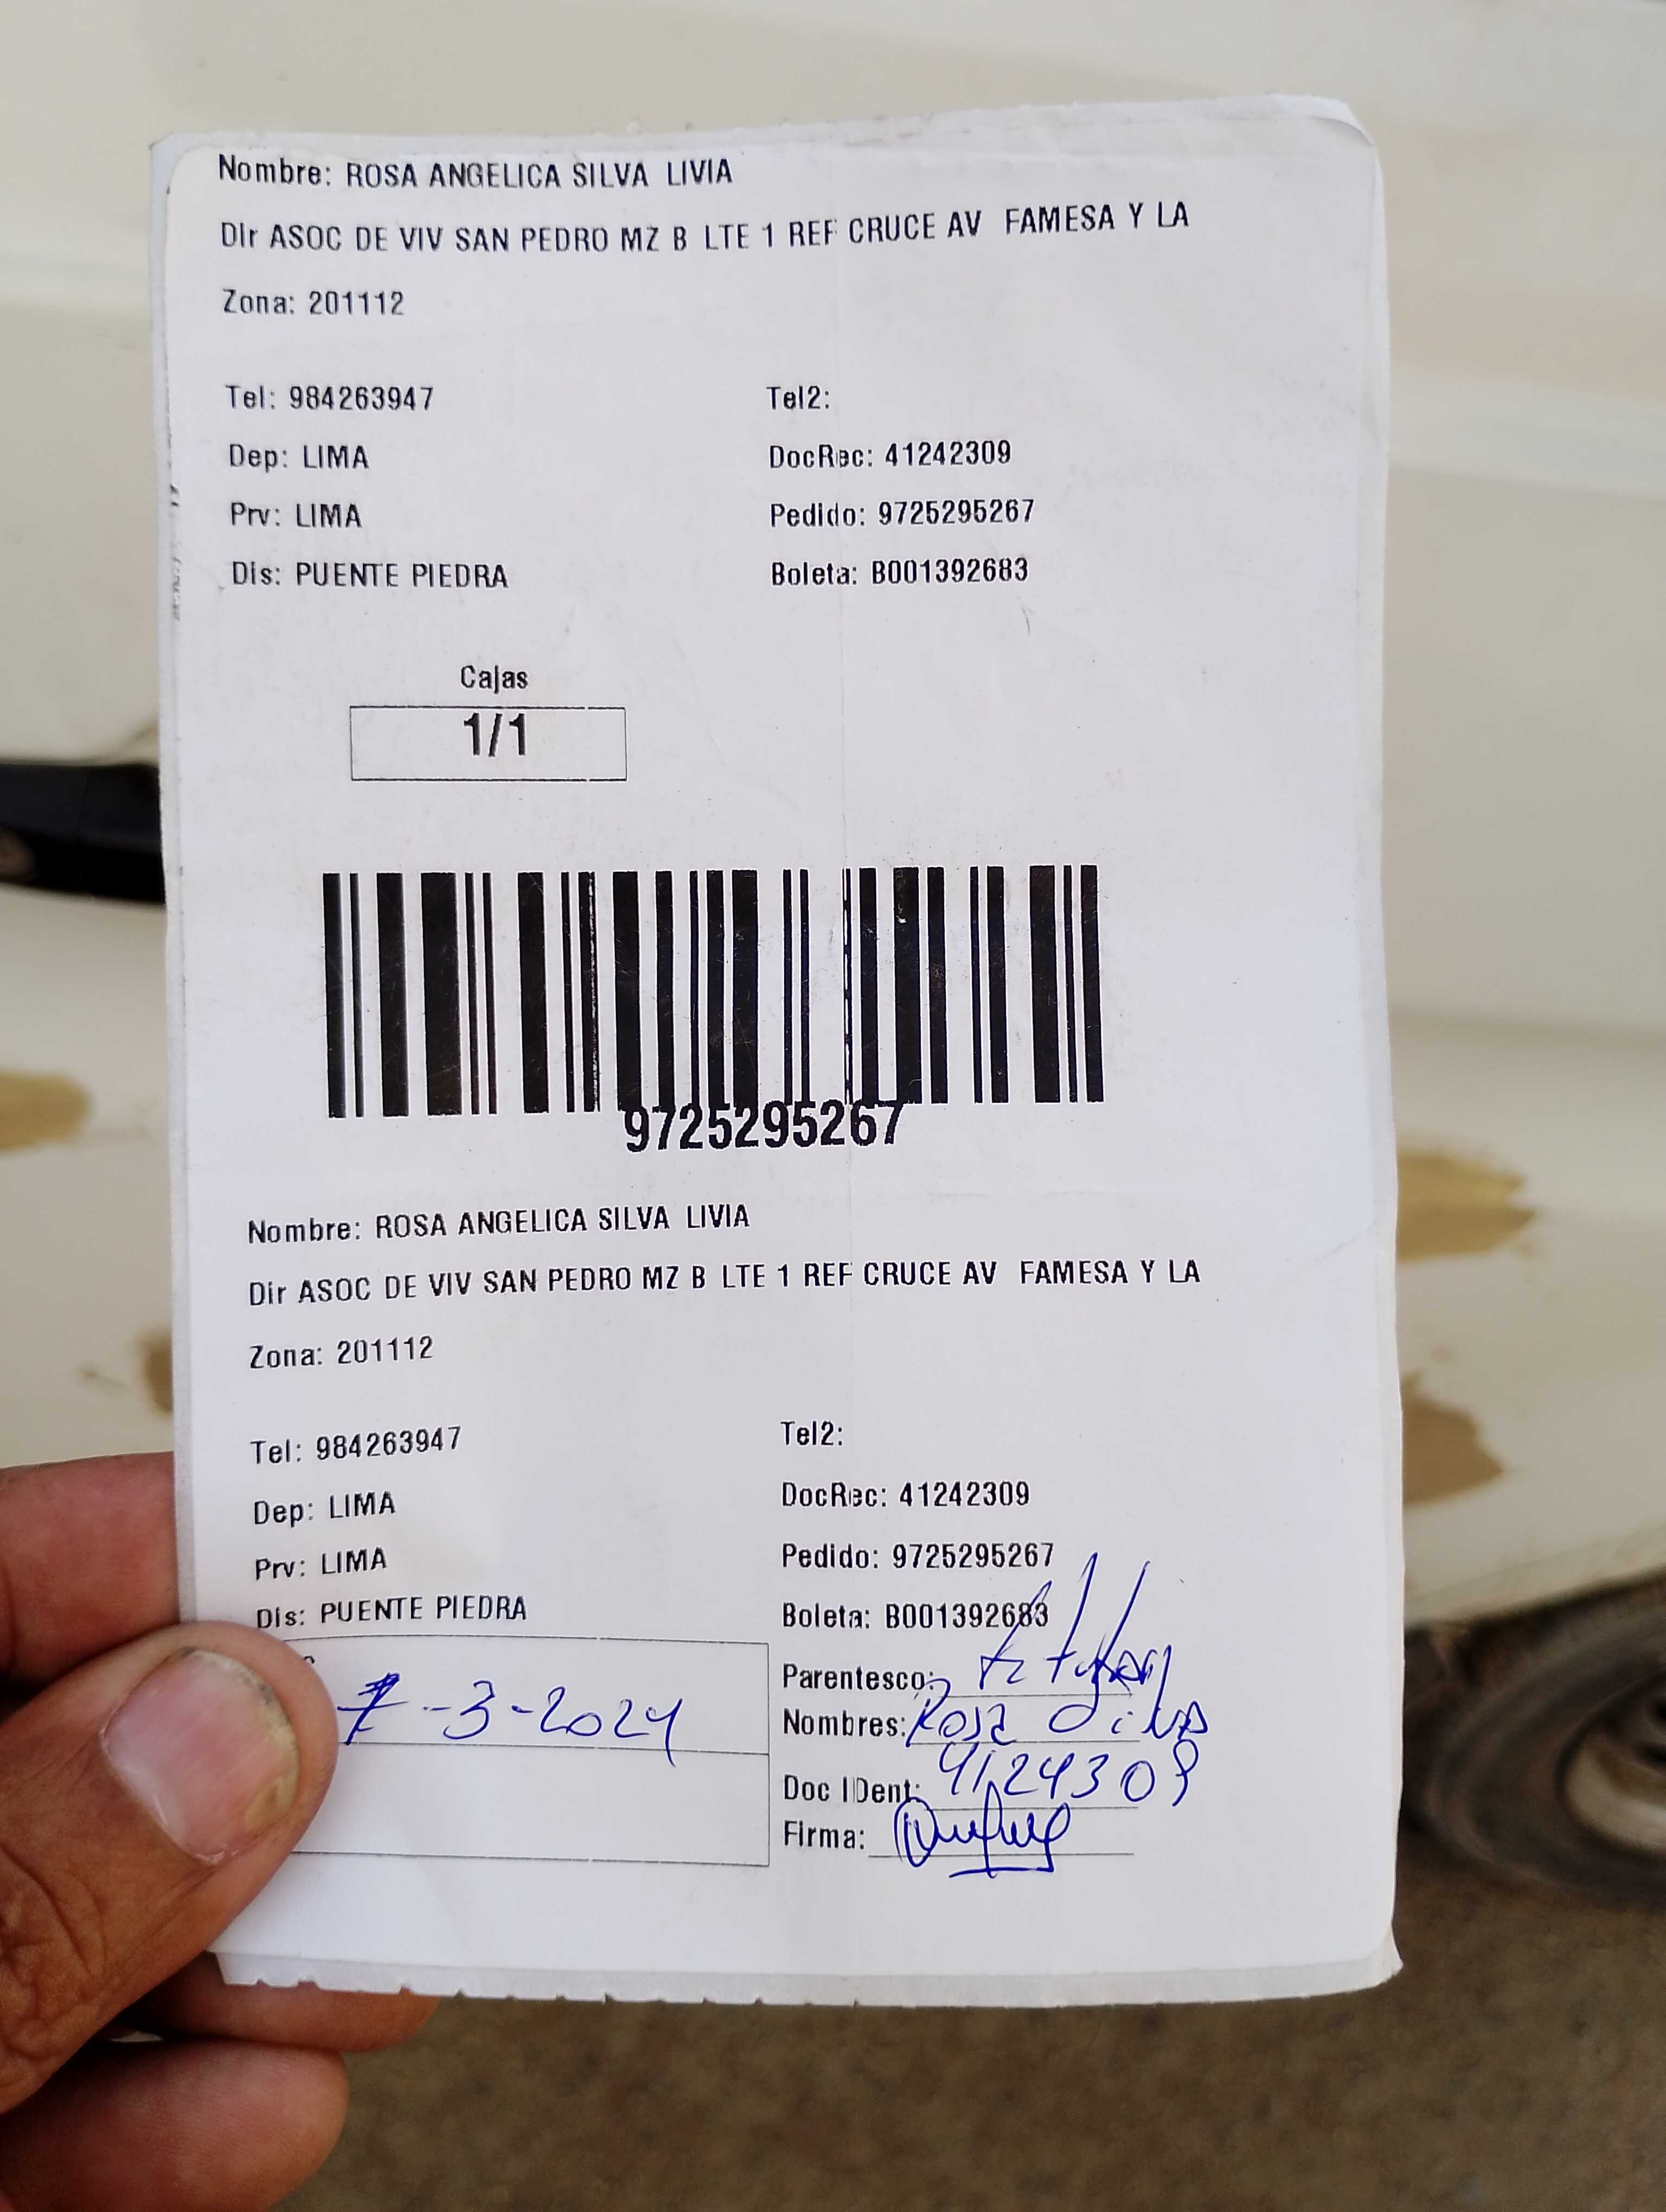 Nombre: ROSA ANGELICA SILVA LIVIA
Dir ASOC DE VIV SAN PEDRO MZ B LTE 1 REF CRUCE AV FAMESA Y LA
Zona: 201112
Tel: 984263947 Tel2:
Dep: LIMA DocRec: 41242309
Prv: LIMA Pedido: 9725295267
Dis: PUENTE PIEDRA Boleta: B001392683
Cajas
1/1
9725295267
Nombre: ROSA ANGELICA SILVA LIVIA
Dir ASOC DE VIV SAN PEDRO MZ B LTE 1 REF CRUCE AV FAMESA Y LA
Zona: 201112
Tel: 984263947 Tel2:
Dep: LIMA DocRec: 41242309
Prv: LIMA Pedido: 9725295267
Dis: PUENTE PIEDRA Boleta: B001392683
Parentesco: titular
7-3-2024 Nombres: Rosa Silva
Doc IDent:
Firma: